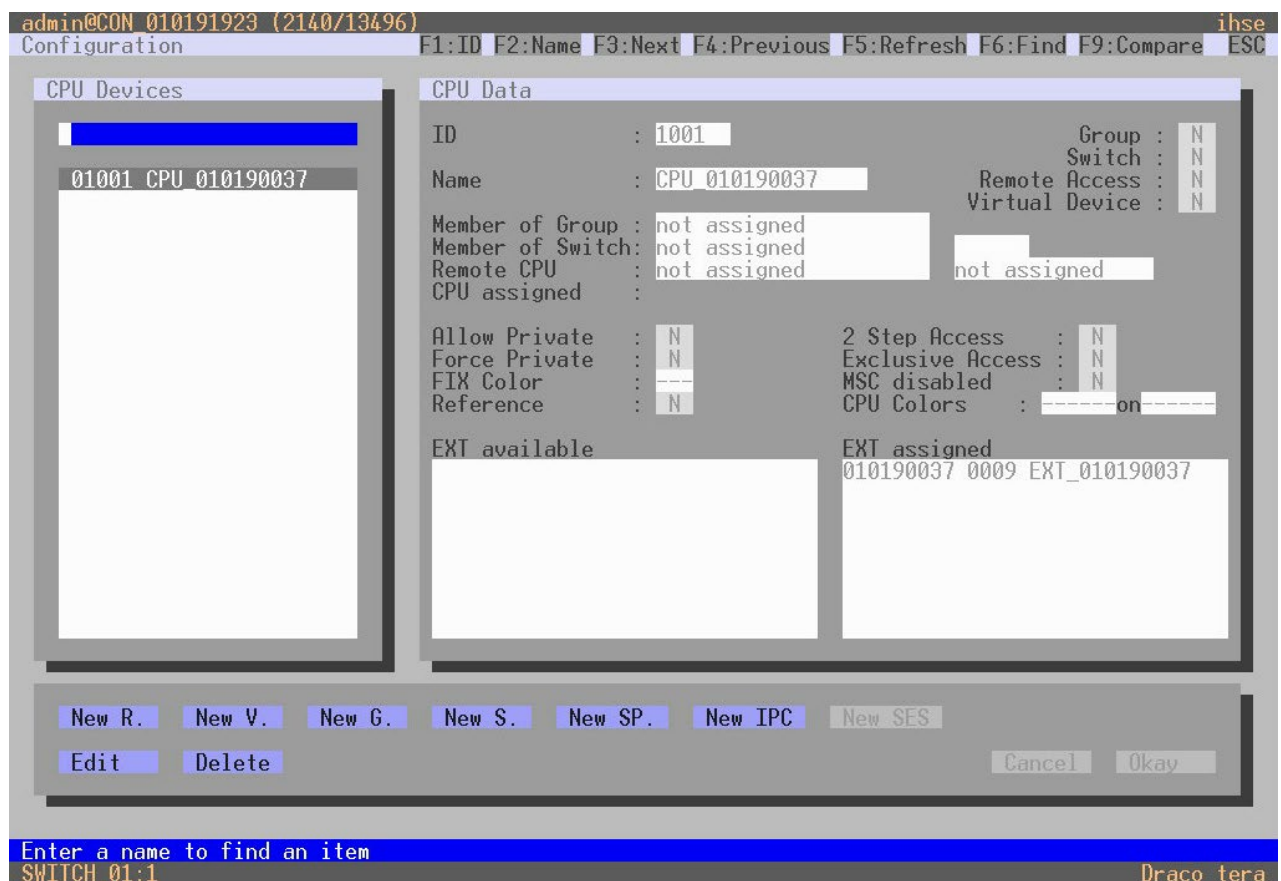 admin@CON_010191923 (2140/13496) ihse
Configuration F1:ID F2:Name F3:Next F4:Previous F5:Refresh F6:Find F9:Compare ESC
CPU Devices
01001 CPU_010190037
CPU Data
ID : 1001 Group : N
Switch : N
Name : CPU_010190037 Remote Access : N
Virtual Device : N
Member of Group : not assigned
Member of Switch: not assigned
Remote CPU : not assigned not assigned
CPU assigned :
Allow Private : N 2 Step Access : N
Force Private : N Exclusive Access : N
FIX Color : --- MSC disabled : N
Reference : N CPU Colors : ------on------
EXT available EXT assigned
010190037 0009 EXT_010190037
New R. New V. New G. New S. New SP. New IPC New SES
Edit Delete Cancel Okay
Enter a name to find an item
SWITCH 01:1 Draco tera